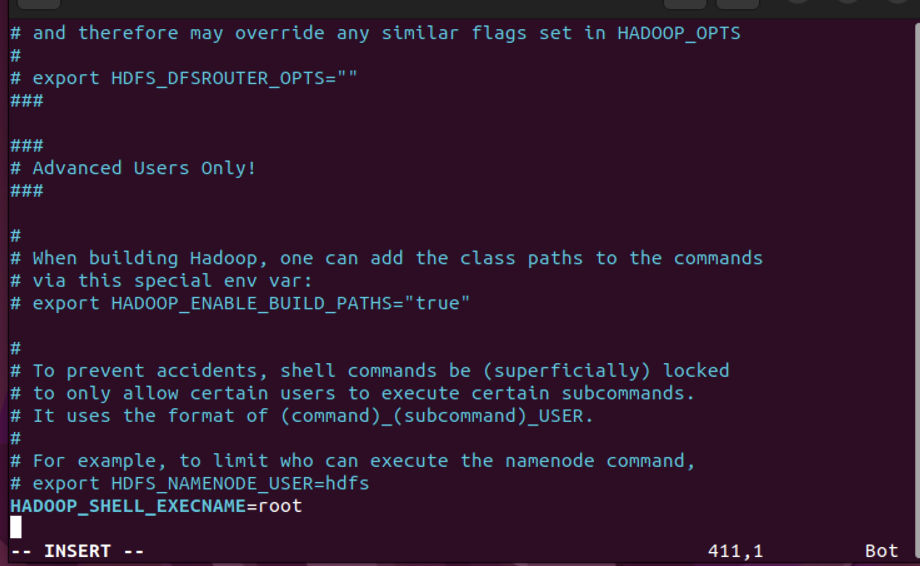 # and therefore may override any similar flags set in HADOOP_OPTS
#
# export HDFS_DFSROUTER_OPTS=""
###
###
# Advanced Users Only!
###
#
# When building Hadoop, one can add the class paths to the commands
# via this special env var:
# export HADOOP_ENABLE_BUILD_PATHS="true"
#
# To prevent accidents, shell commands be (superficially) locked
# to only allow certain users to execute certain subcommands.
# It uses the format of (command)_(subcommand)_USER.
#
# For example, to limit who can execute the namenode command,
# export HDFS_NAMENODE_USER=hdfs
HADOOP_SHELL_EXECNAME=root
-- INSERT -- 411,1 Bot